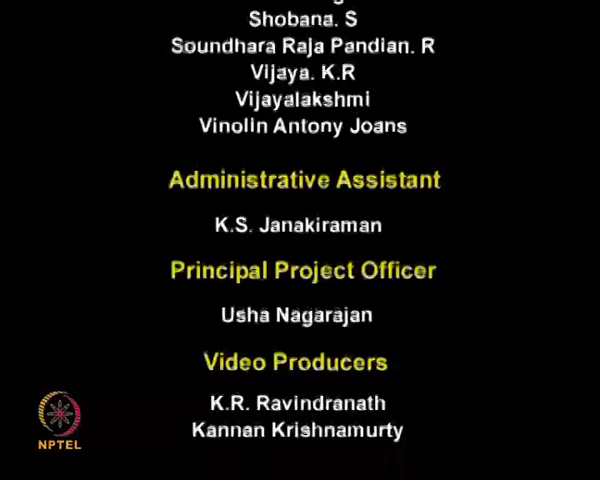 Shobana. S
Soundhara Raja Pandian. R
Vijaya. K.R
Vijayalakshmi
Vinolin Antony Joans
Administrative Assistant
K.S. Janakiraman
Principal Project Officer
Usha Nagarajan
Video Producers
K.R. Ravindranath
Kannan Krishnamurty
NPTEL